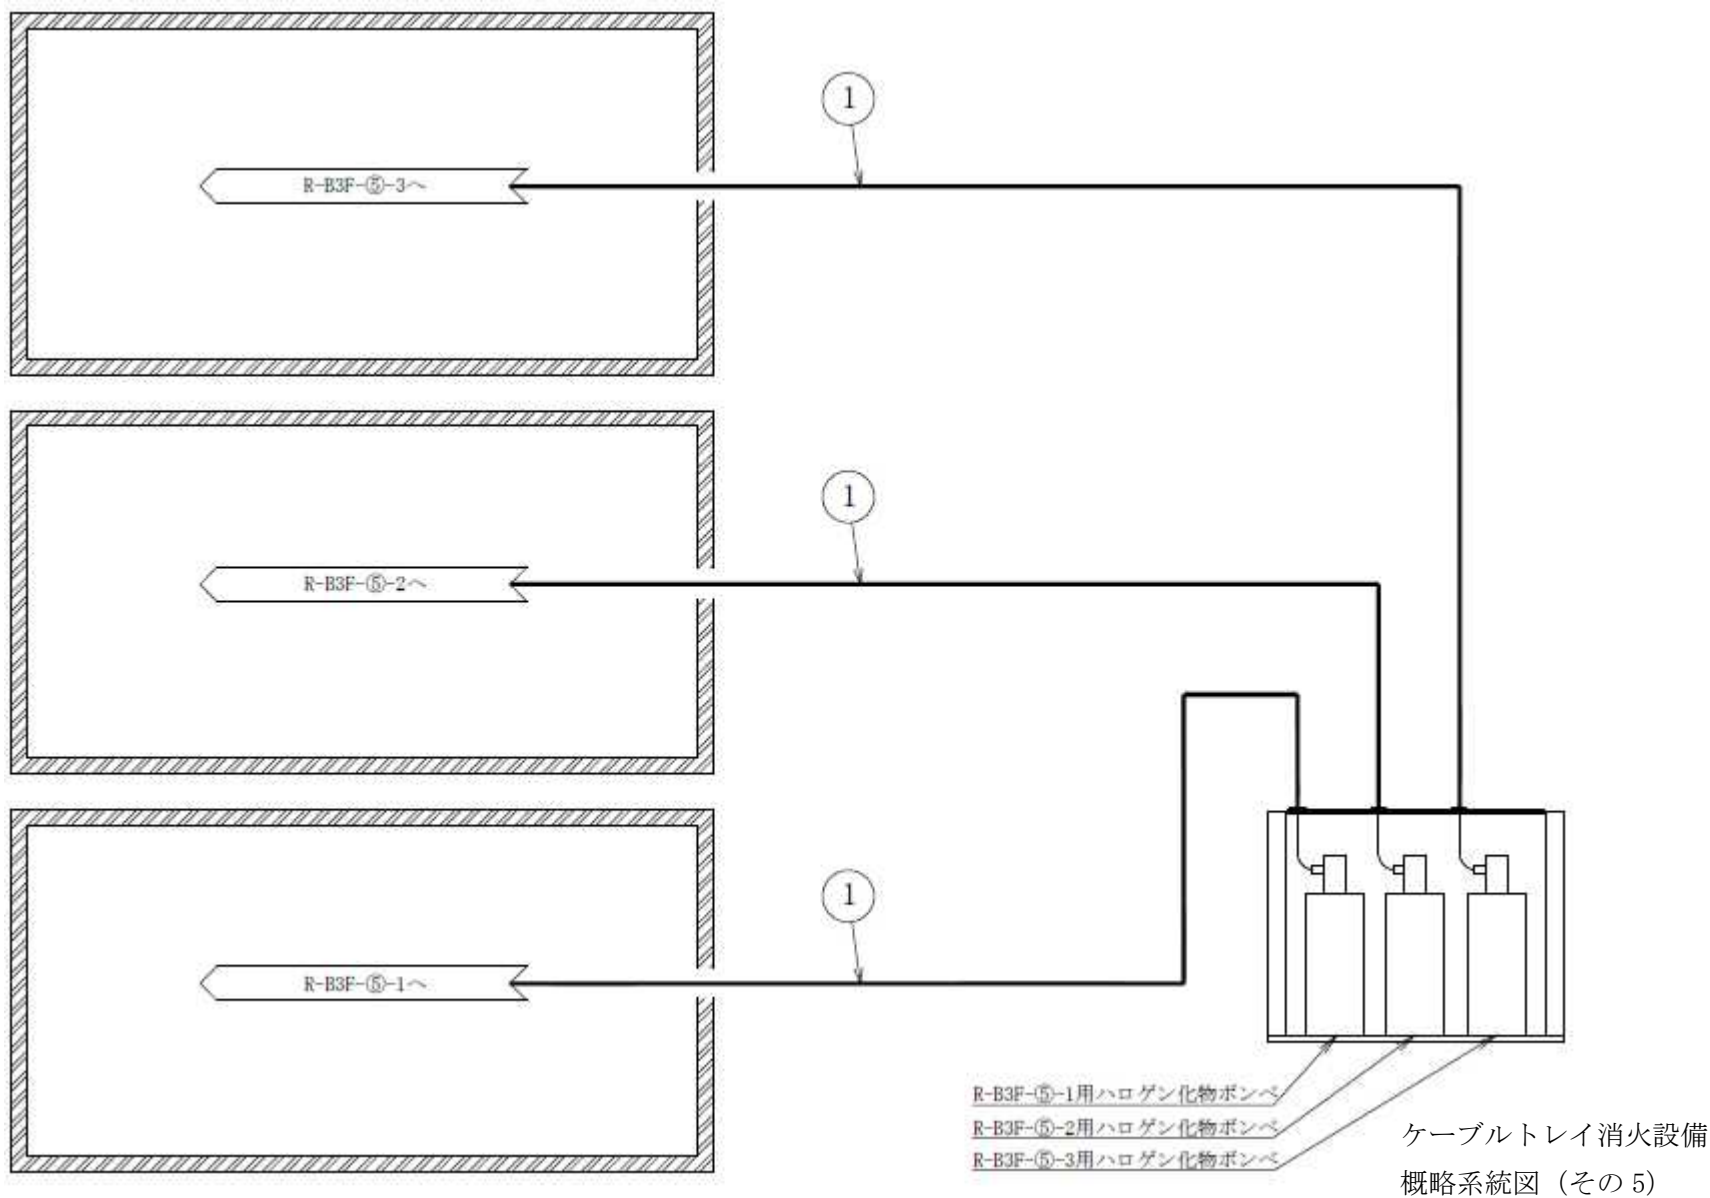 ①
R-B3F-⑤-3へ
①
R-B3F-⑤-2へ
①
R-B3F-⑤-1へ
R-B3F-⑤-1用ハロゲン化物ボンベ
R-B3F-⑤-2用ハロゲン化物ボンベ
R-B3F-⑤-3用ハロゲン化物ボンベ
ケーブルトレイ消火設備
概略系統図（その 5）